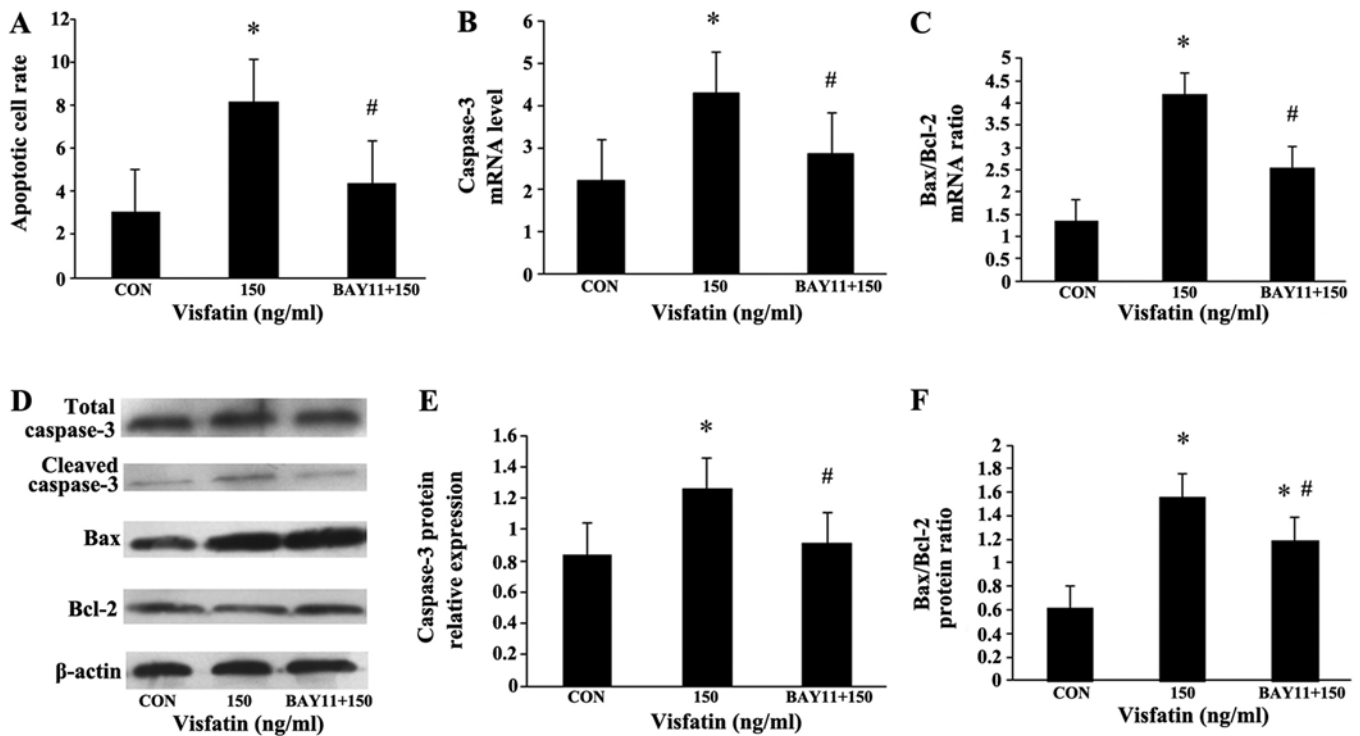 A
Apoptotic cell rate
12
10
8
6
4
2
0
*
#
CON 150 BAY11+150
Visfatin (ng/ml)
B
Caspase-3
mRNA level
6
5
4
3
2
1
0
*
#
CON 150 BAY11+150
Visfatin (ng/ml)
C
Bax/Bcl-2
mRNA ratio
5
4.5
4
3.5
3
2.5
2
1.5
1
0.5
0
*
#
CON 150 BAY11+150
Visfatin (ng/ml)
D
Total
caspase-3
Cleaved
caspase-3
Bax
Bcl-2
β-actin
CON 150 BAY11+150
Visfatin (ng/ml)
E
Caspase-3 protein
relative expression
1.6
1.4
1.2
1
0.8
0.6
0.4
0.2
0
*
#
CON 150 BAY11+150
Visfatin (ng/ml)
F
Bax/Bcl-2
protein ratio
2
1.8
1.6
1.4
1.2
1
0.8
0.6
0.4
0.2
0
*
* #
CON 150 BAY11+150
Visfatin (ng/ml)